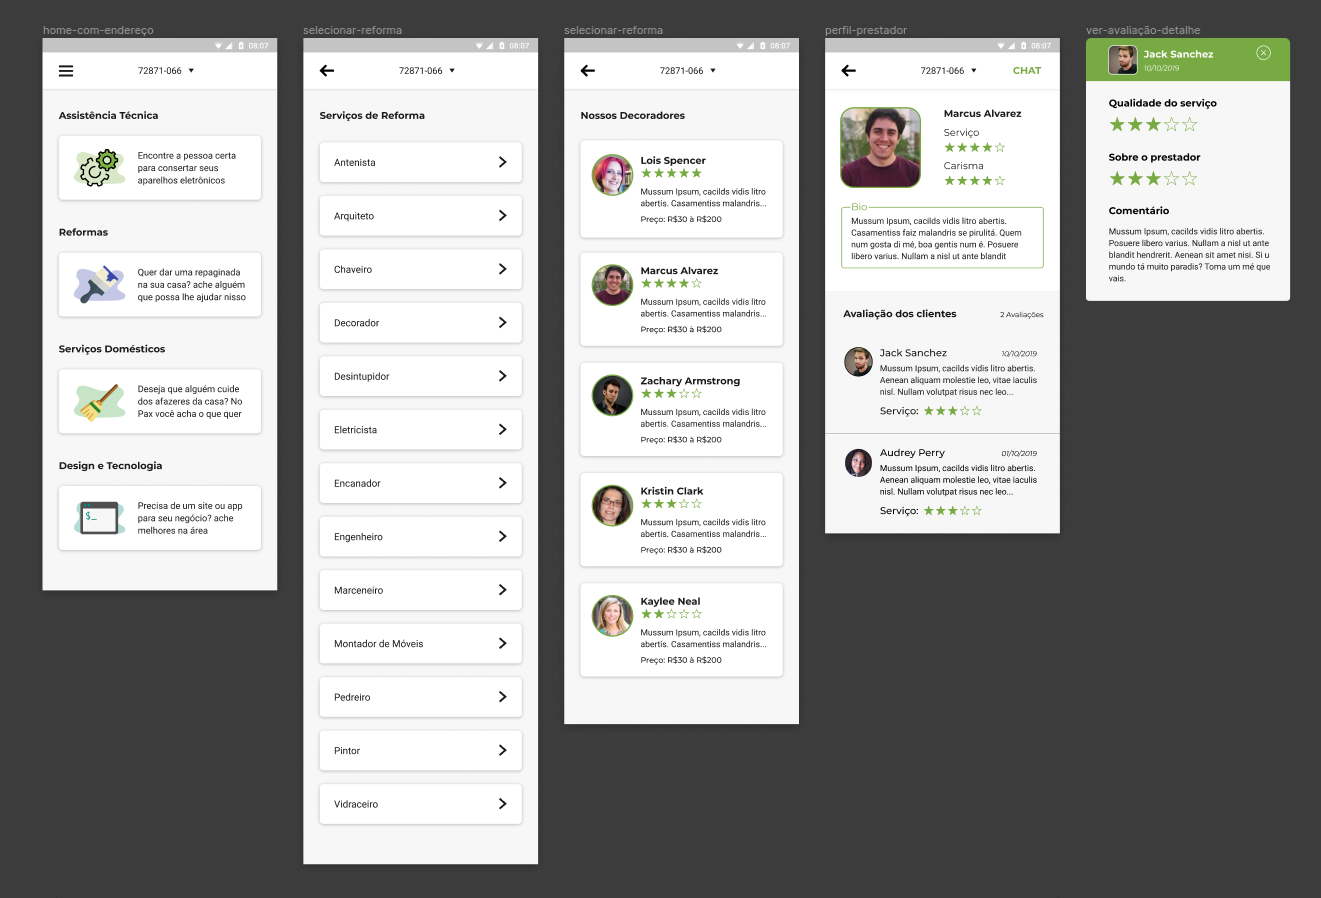 home-com-endereço
08:07
72871-066
Assistência Técnica
Encontre a pessoa certa
para consertar seus
aparelhos eletrônicos
Reformas
Quer dar uma repaginada
na sua casa? ache alguém
que possa lhe ajudar nisso
Serviços Domésticos
Deseja que alguém cuide
dos afazeres da casa? No
Pax você acha o que quer
Design e Tecnologia
$_
Precisa de um site ou app
para seu negócio? ache
melhores na área
selecionar-reforma
08:07
72871-066
Serviços de Reforma
Antenista
Arquiteto
Chaveiro
Decorador
Desintupidor
Eletricista
Encanador
Engenheiro
Marceneiro
Montador de Móveis
Pedreiro
Pintor
Vidraceiro
selecionar-reforma
08:07
72871-066
Nossos Decoradores
Lois Spencer
Mussum Ipsum, cacilds vidis litro
abertis. Casamentiss malandris...
Preço: R$30 à R$200
Marcus Alvarez
Mussum Ipsum, cacilds vidis litro
abertis. Casamentiss malandris...
Preço: R$30 à R$200
Zachary Armstrong
Mussum Ipsum, cacilds vidis litro
abertis. Casamentiss malandris...
Preço: R$30 à R$200
Kristin Clark
Mussum Ipsum, cacilds vidis litro
abertis. Casamentiss malandris...
Preço: R$30 à R$200
Kaylee Neal
Mussum Ipsum, cacilds vidis litro
abertis. Casamentiss malandris...
Preço: R$30 à R$200
perfil-prestador
08:07
72871-066
CHAT
Marcus Alvarez
Serviço
Carisma
Bio
Mussum Ipsum, cacilds vidis litro abertis.
Casamentiss faiz malandris se pirulitá. Quem
num gosta di mé, boa gentis num é. Posuere
libero varius. Nullam a nisl ut ante blandit
Avaliação dos clientes
2 Avaliações
Jack Sanchez
10/10/2019
Mussum Ipsum, cacilds vidis litro abertis.
Aenean aliquam molestie leo, vitae iaculis
nisl. Nullam volutpat risus nec leo...
Serviço:
Audrey Perry
01/10/2019
Mussum Ipsum, cacilds vidis litro abertis.
Aenean aliquam molestie leo, vitae iaculis
nisl. Nullam volutpat risus nec leo...
Serviço:
ver-avaliação-detalhe
Jack Sanchez
10/10/2019
Qualidade do serviço
Sobre o prestador
Comentário
Mussum Ipsum, cacilds vidis litro abertis.
Posuere libero varius. Nullam a nisl ut ante
blandit hendrerit. Aenean sit amet nisi. Si u
mundo tá muito paradis? Toma um mé que
vais.